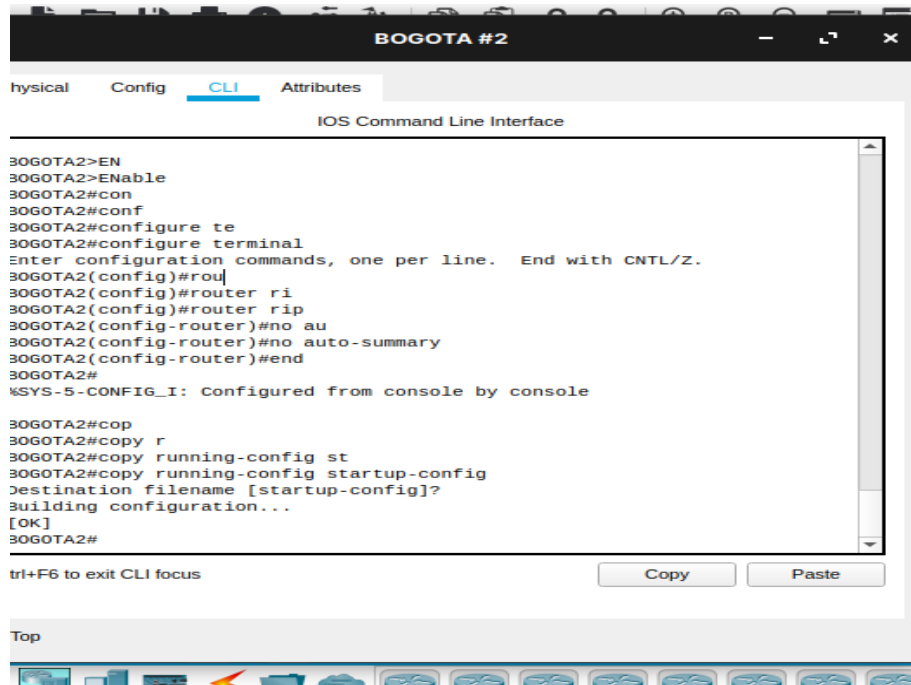 BOGOTA #2
hysical Config CLI Attributes
IOS Command Line Interface
BOGOTA2>EN
BOGOTA2>ENable
BOGOTA2#con
BOGOTA2#conf
BOGOTA2#configure te
BOGOTA2#configure terminal
Enter configuration commands, one per line.  End with CNTL/Z.
BOGOTA2(config)#rou
BOGOTA2(config)#router ri
BOGOTA2(config)#router rip
BOGOTA2(config-router)#no au
BOGOTA2(config-router)#no auto-summary
BOGOTA2(config-router)#end
BOGOTA2#
%SYS-5-CONFIG_I: Configured from console by console
BOGOTA2#cop
BOGOTA2#copy r
BOGOTA2#copy running-config st
BOGOTA2#copy running-config startup-config
Destination filename [startup-config]?
Building configuration...
[OK]
BOGOTA2#
trl+F6 to exit CLI focus Copy Paste
Top